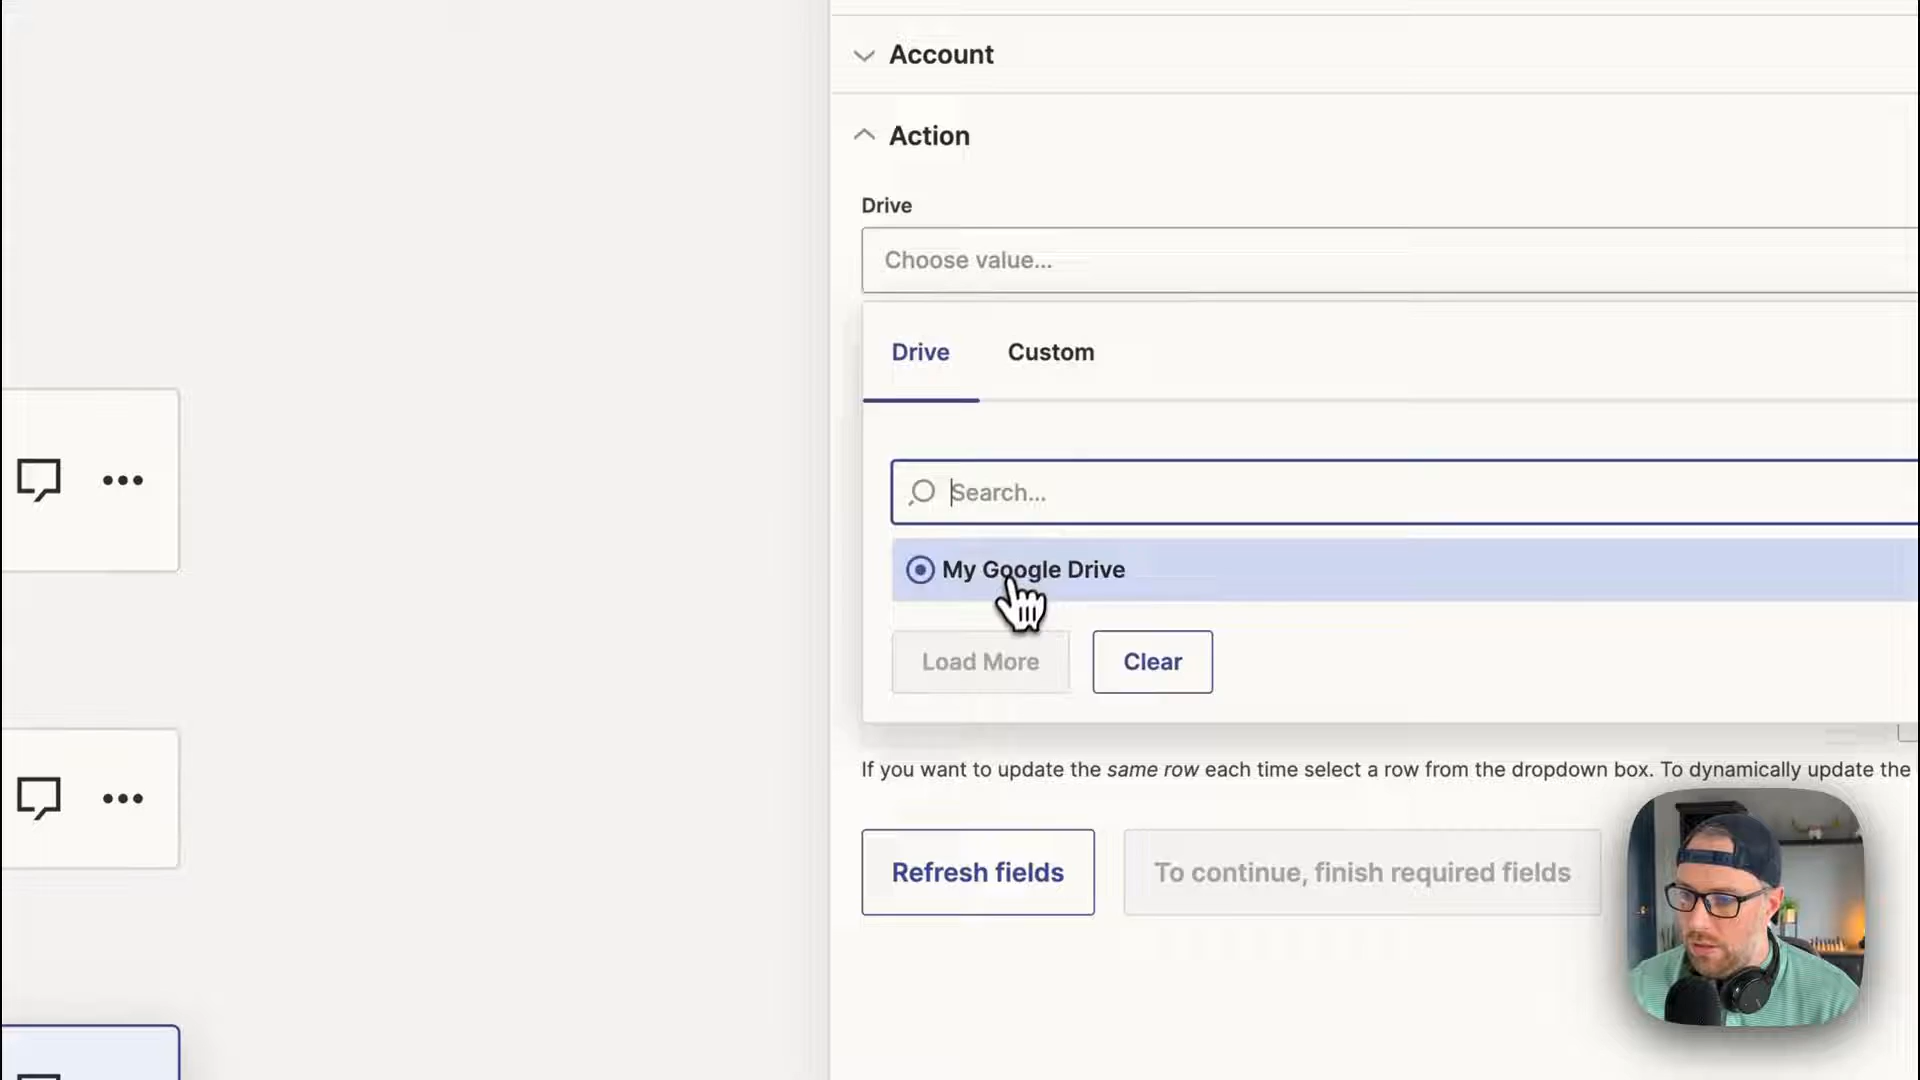 Account
Action
Drive
Choose value...
Drive
Custom
Search...
My Google Drive
Load More
Clear
If you want to update the same row each time select a row from the dropdown box. To dynamically update the
Refresh fields
To continue, finish required fields